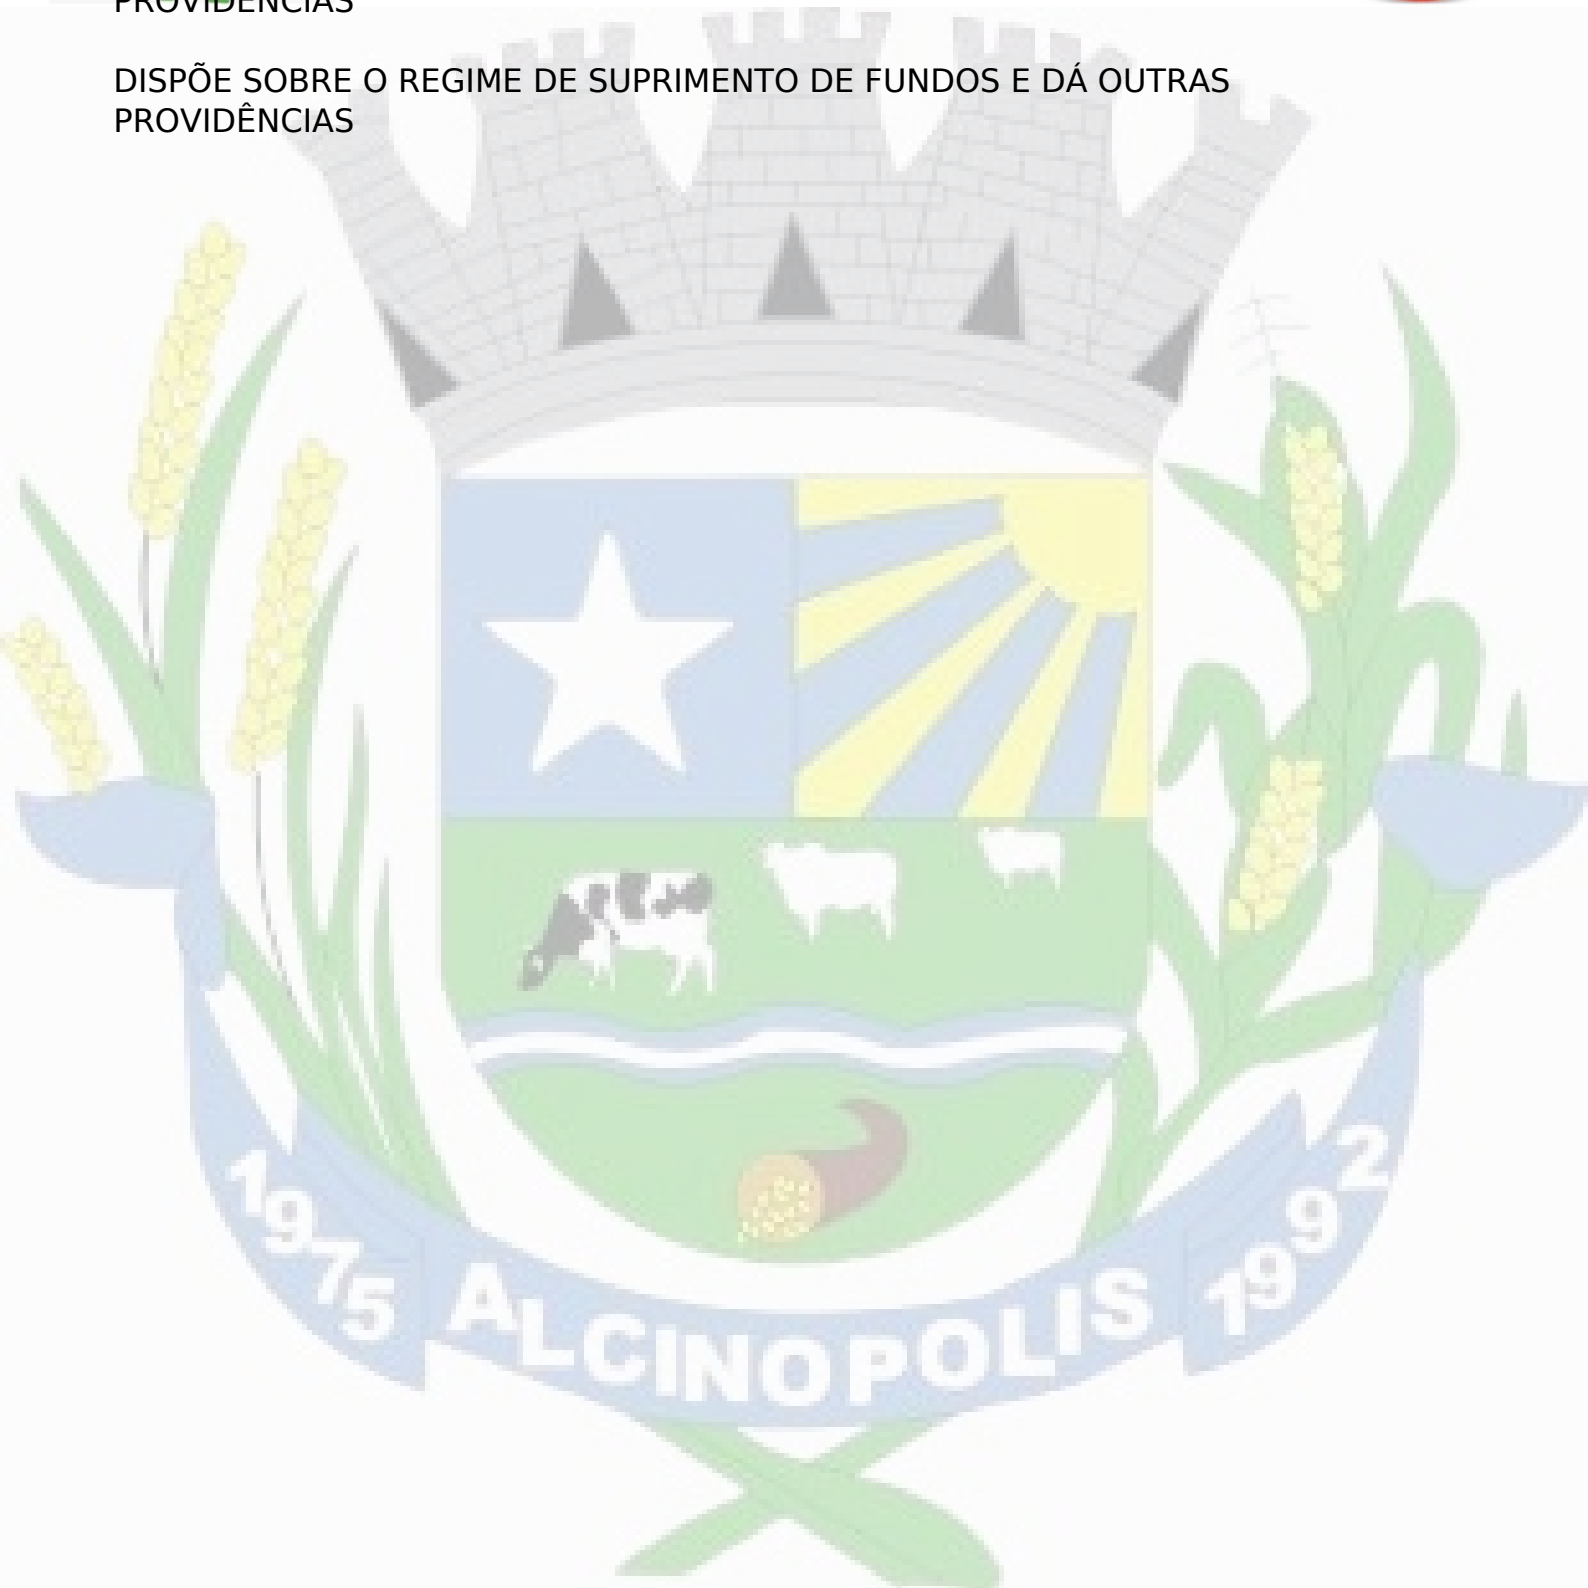 PROVIDÊNCIAS
DISPÕE SOBRE O REGIME DE SUPRIMENTO DE FUNDOS E DÁ OUTRAS
PROVIDÊNCIAS
1975 ALCINOPOLIS 1992